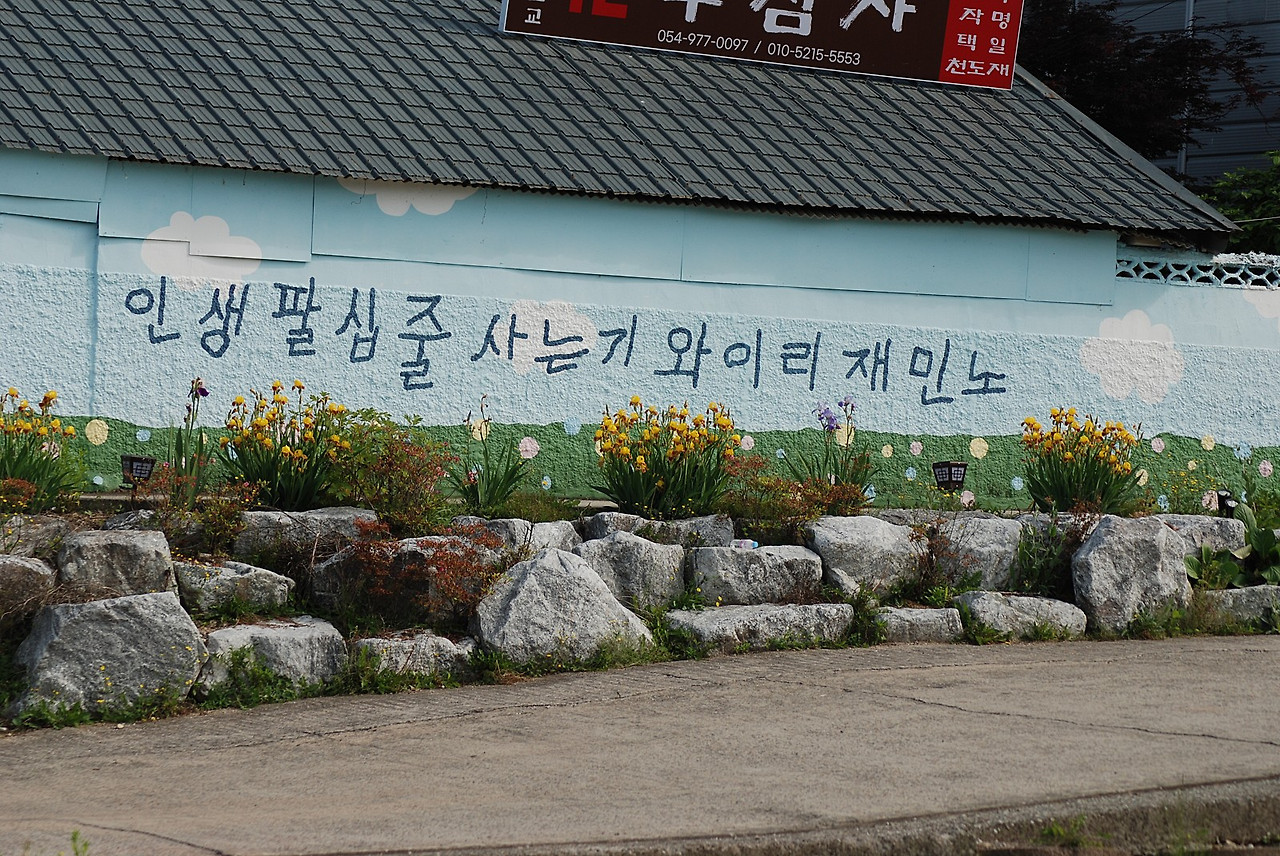 교
054-977-0097 / 010-5215-5553
작명
택일
천도재
인생팔십줄 사는기 와이리 재민노